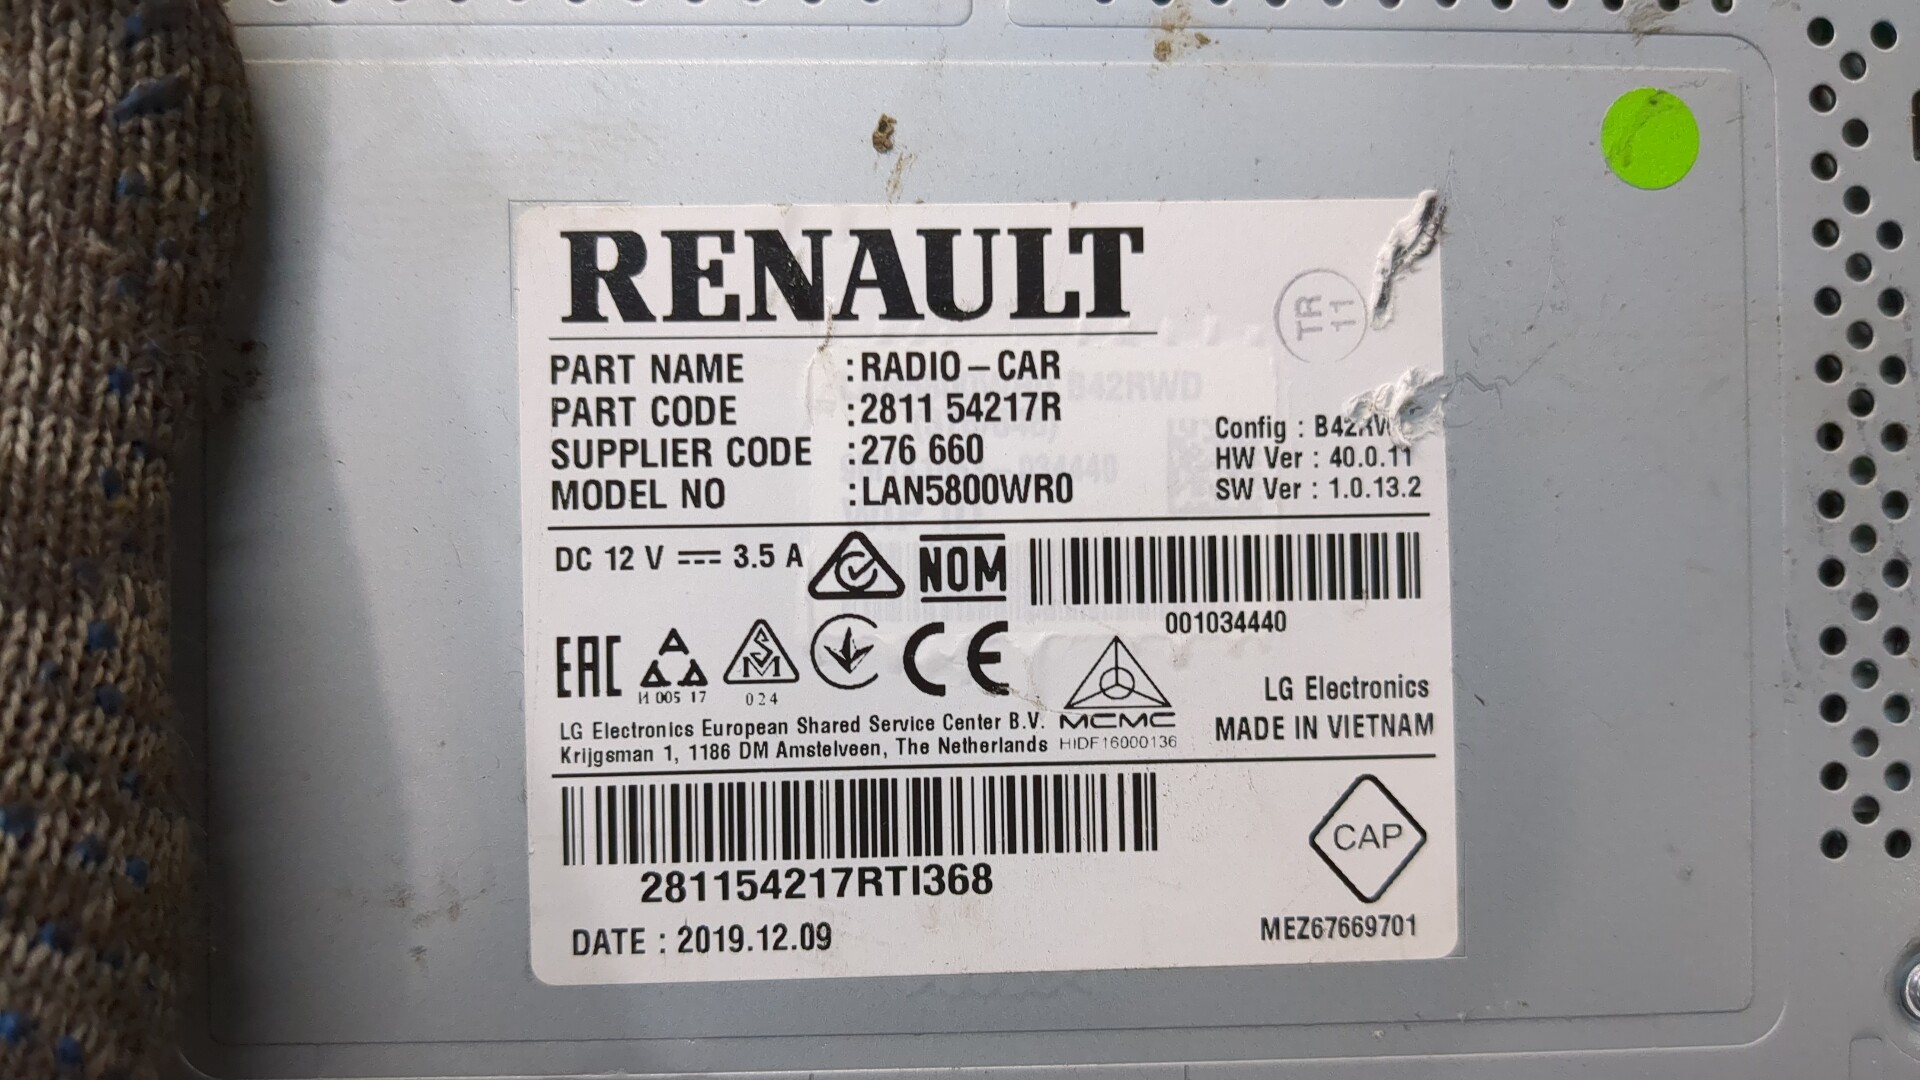 RENAULT
TR
11
PART NAME :RADIO-CAR
PART CODE :2811 54217R
SUPPLIER CODE :276 660
MODEL NO :LAN5800WR0
Config :
HW Ver : 40.0.11
SW Ver : 1.0.13.2
DC 12 V 3.5 A
NOM
001034440
EAC
И 005 17
SM
024
CE
MCMC
HIDF16000136
LG Electronics European Shared Service Center B.V.
Krijgsman 1, 1186 DM Amstelveen, The Netherlands
LG Electronics
MADE IN VIETNAM
281154217RTI368
CAP
DATE : 2019.12.09
MEZ67669701